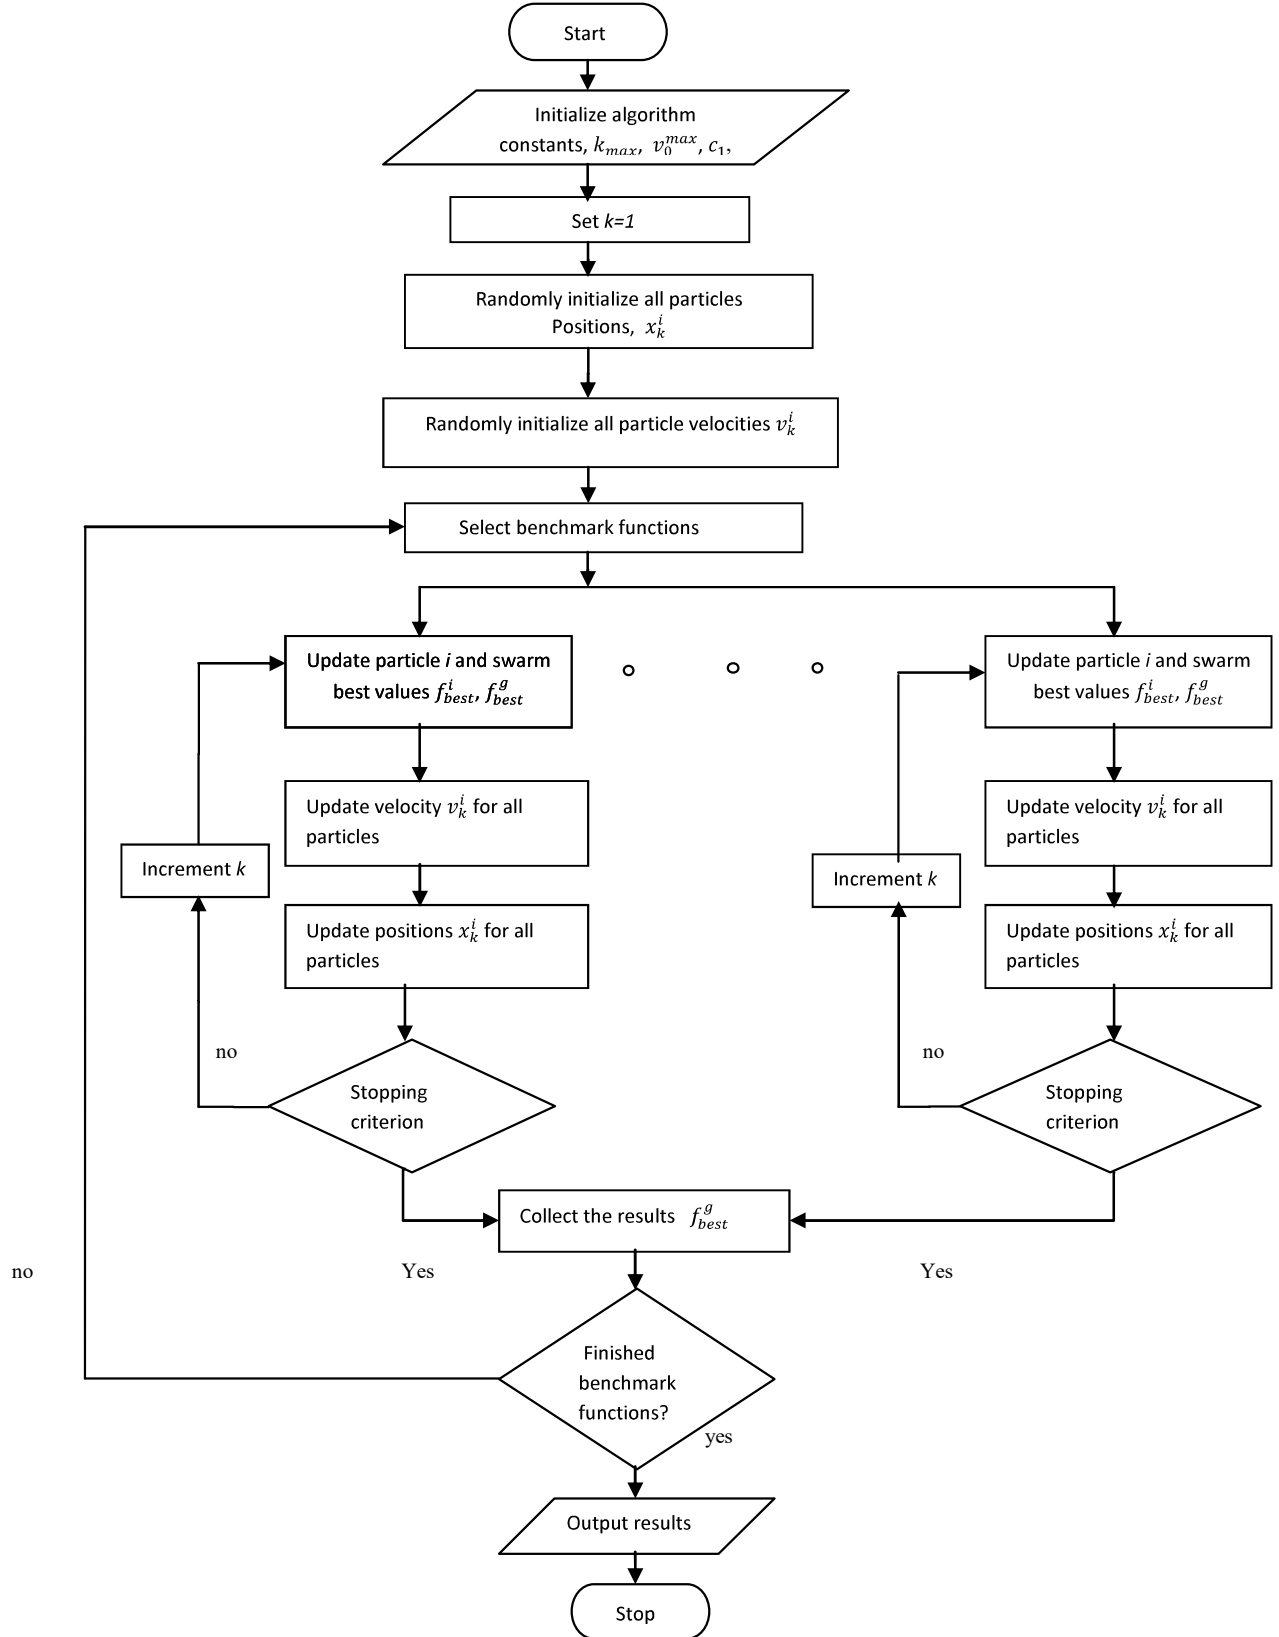 Start
Initialize algorithm
constants, k_max, v_0^max, c_1,
Set k=1
Randomly initialize all particles
Positions, x_k^i
Randomly initialize all particle velocities v_k^i
Select benchmark functions
Update particle i and swarm
best values f_best^i, f_best^g
Update particle i and swarm
best values f_best^i, f_best^g
Update velocity v_k^i for all
particles
Update velocity v_k^i for all
particles
Increment k
Increment k
Update positions x_k^i for all
particles
Update positions x_k^i for all
particles
no
no
Stopping
criterion
Stopping
criterion
Collect the results f_best^g
no
Yes
Yes
Finished
benchmark
functions?
yes
Output results
Stop